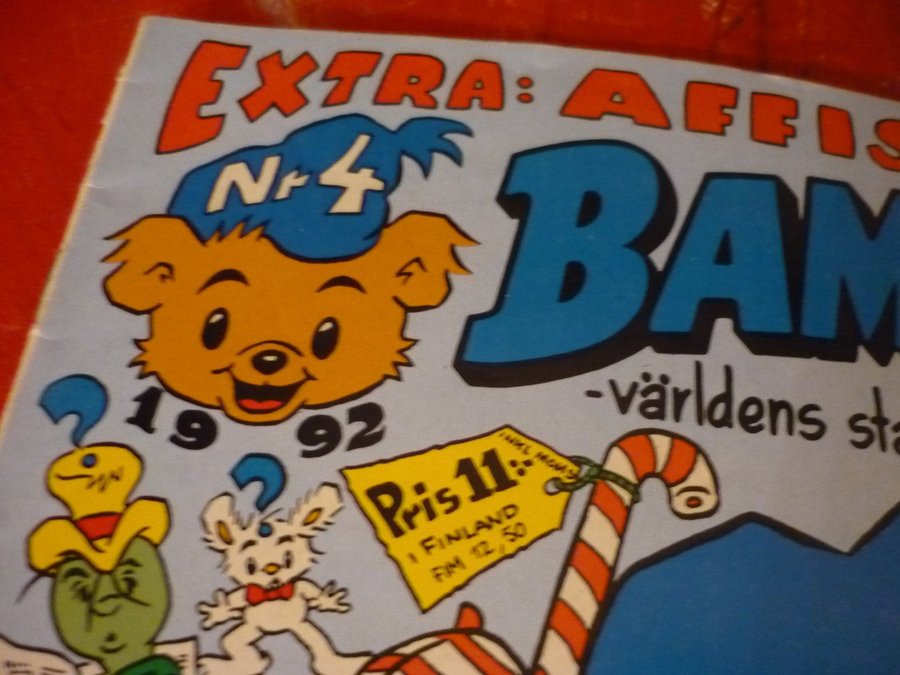 EXTRA: AFFIS
Nr 4
BAM
-världens sta
1992
INKL MOMS
Pris 11:-
I FINLAND
FIM 12,50